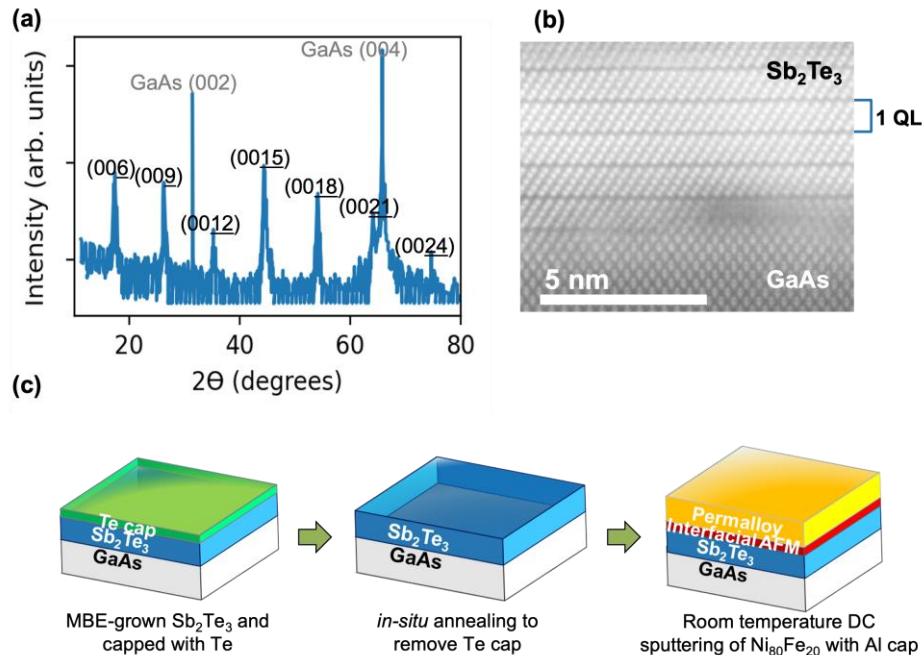 (a)
Intensity (arb. units)
GaAs (002)
GaAs (004)
(006)
(009)
(0012)
(0015)
(0018)
(0021)
(0024)
20 40 60 80
2Θ (degrees)
(b)
Sb₂Te₃
1 QL
5 nm
GaAs
(c)
Te cap
Sb₂Te₃
GaAs
MBE-grown Sb₂Te₃ and
capped with Te
Sb₂Te₃
GaAs
in-situ annealing to
remove Te cap
Permalloy
Interfacial AFM
Sb₂Te₃
GaAs
Room temperature DC
sputtering of Ni₈₀Fe₂₀ with Al cap